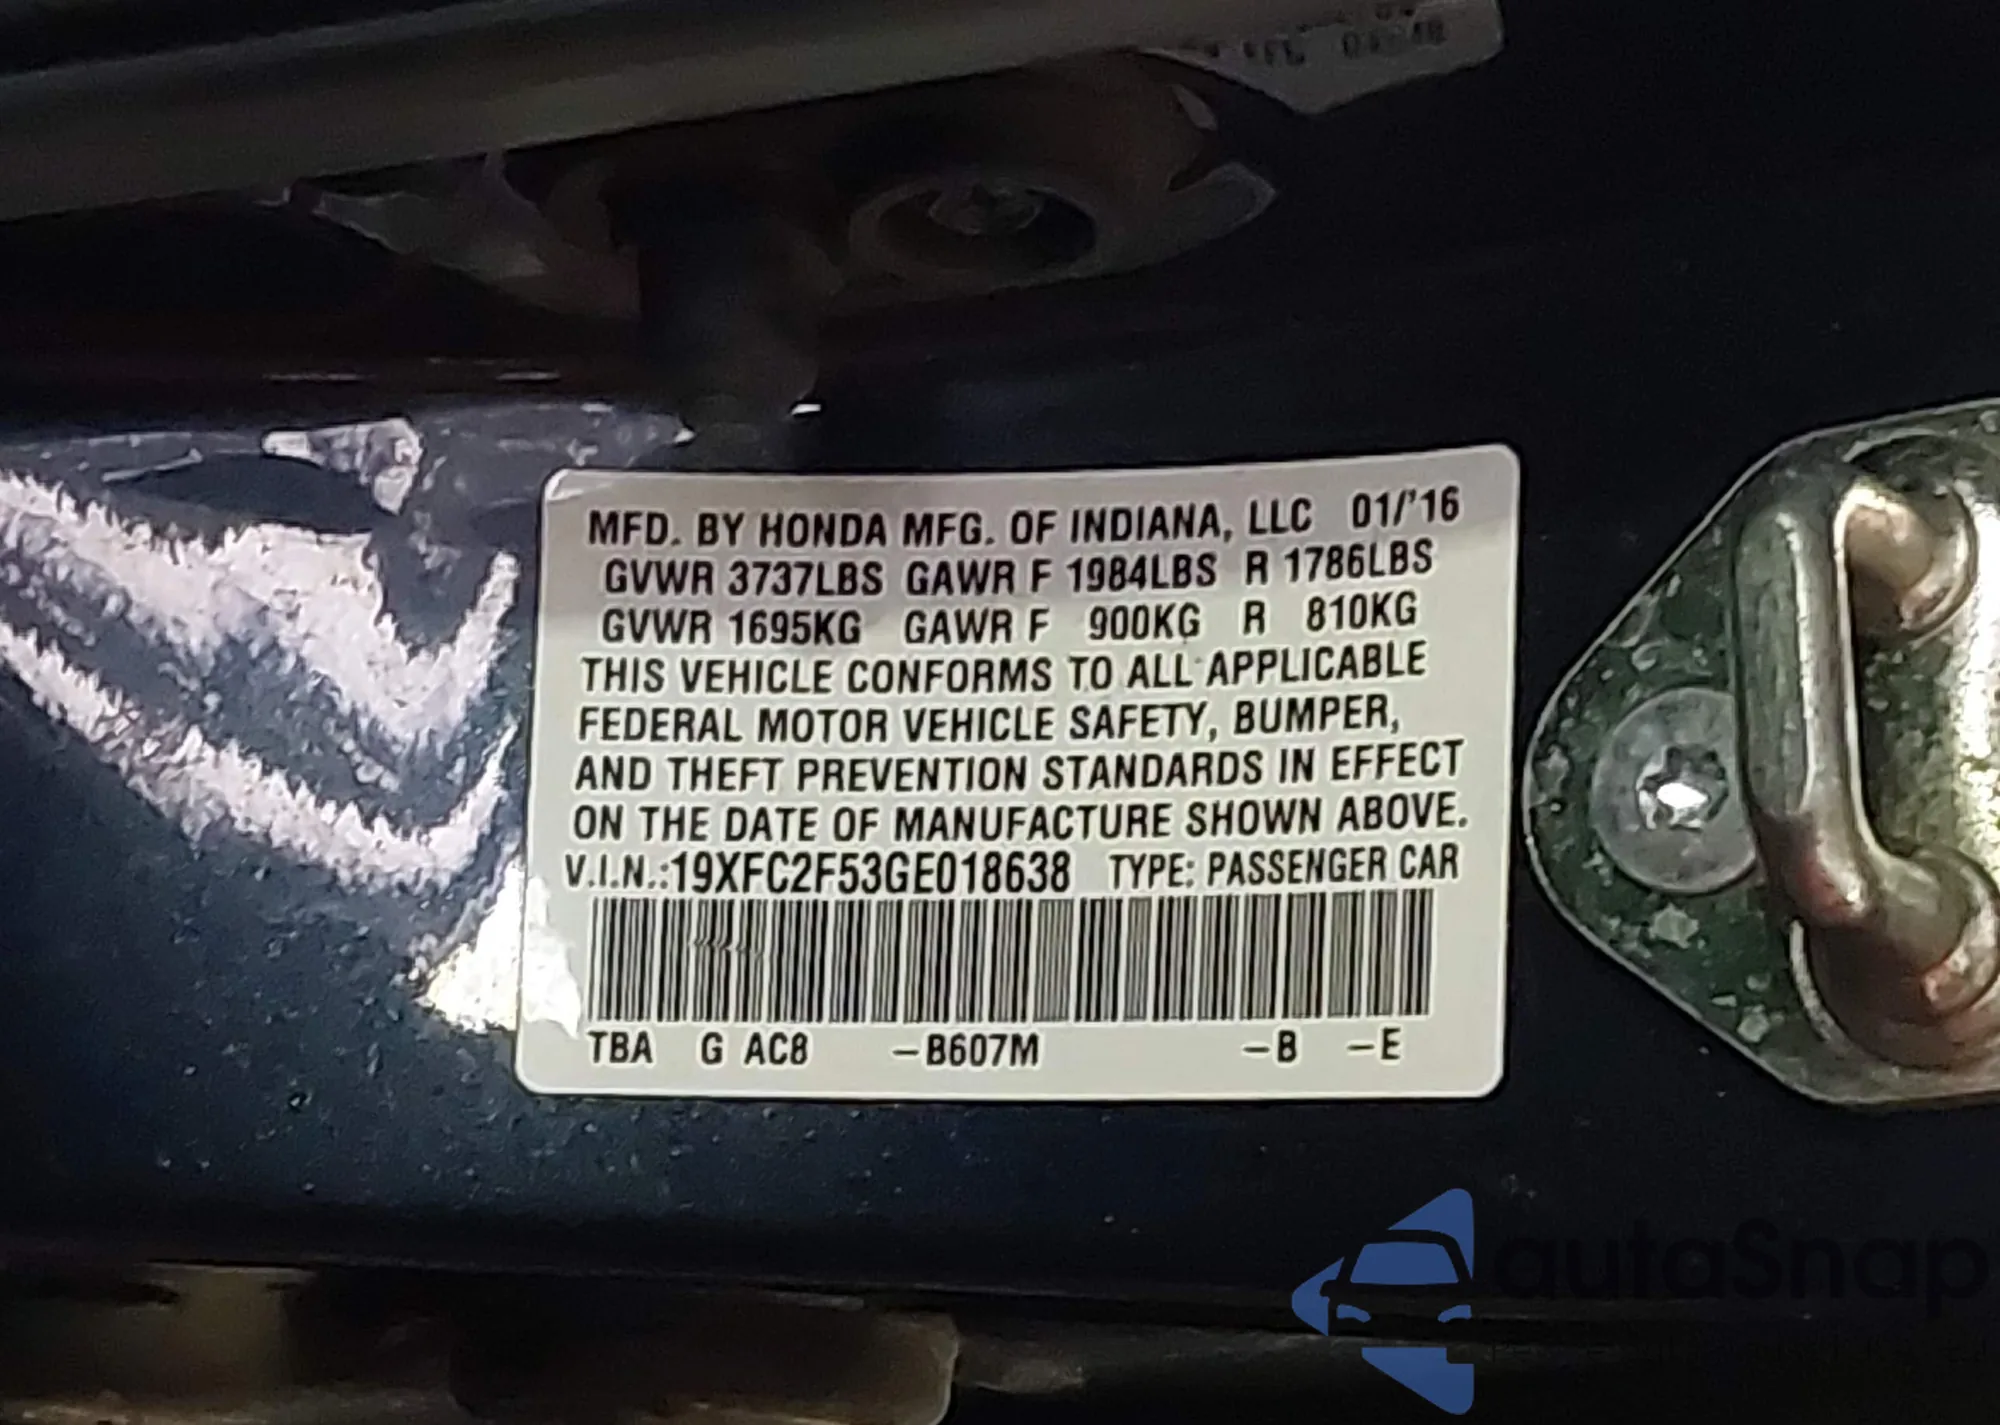 MFD. BY HONDA MFG. OF INDIANA, LLC 01/'16
GVWR 3737LBS GAWR F 1984LBS R 1786LBS
GVWR 1695KG GAWR F 900KG R 810KG
THIS VEHICLE CONFORMS TO ALL APPLICABLE
FEDERAL MOTOR VEHICLE SAFETY, BUMPER,
AND THEFT PREVENTION STANDARDS IN EFFECT
ON THE DATE OF MANUFACTURE SHOWN ABOVE.
V.I.N.:19XFC2F53GE018638 TYPE: PASSENGER CAR
TBA G AC8 –B607M –B –E
autaSnap